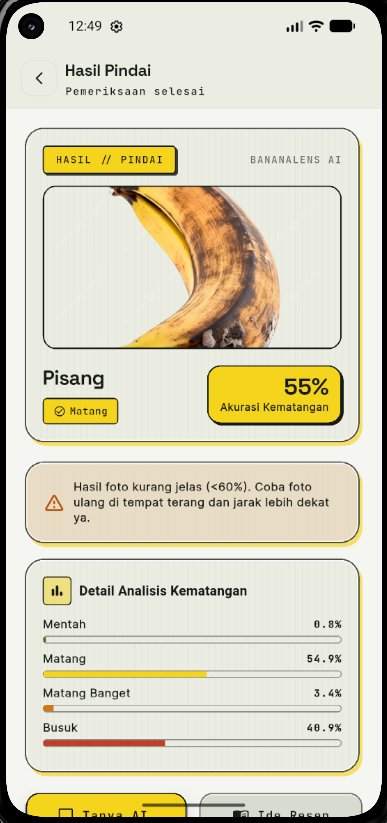 12:49
Hasil Pindai
Pemeriksaan selesai
HASIL // PINDAI
BANANALENS AI
Pisang
Matang
55%
Akurasi Kematangan
Hasil foto kurang jelas (<60%). Coba foto
ulang di tempat terang dan jarak lebih dekat
ya.
Detail Analisis Kematangan
Mentah 0.8%
Matang 54.9%
Matang Banget 3.4%
Busuk 40.9%
Tanya AI
Ide Resep